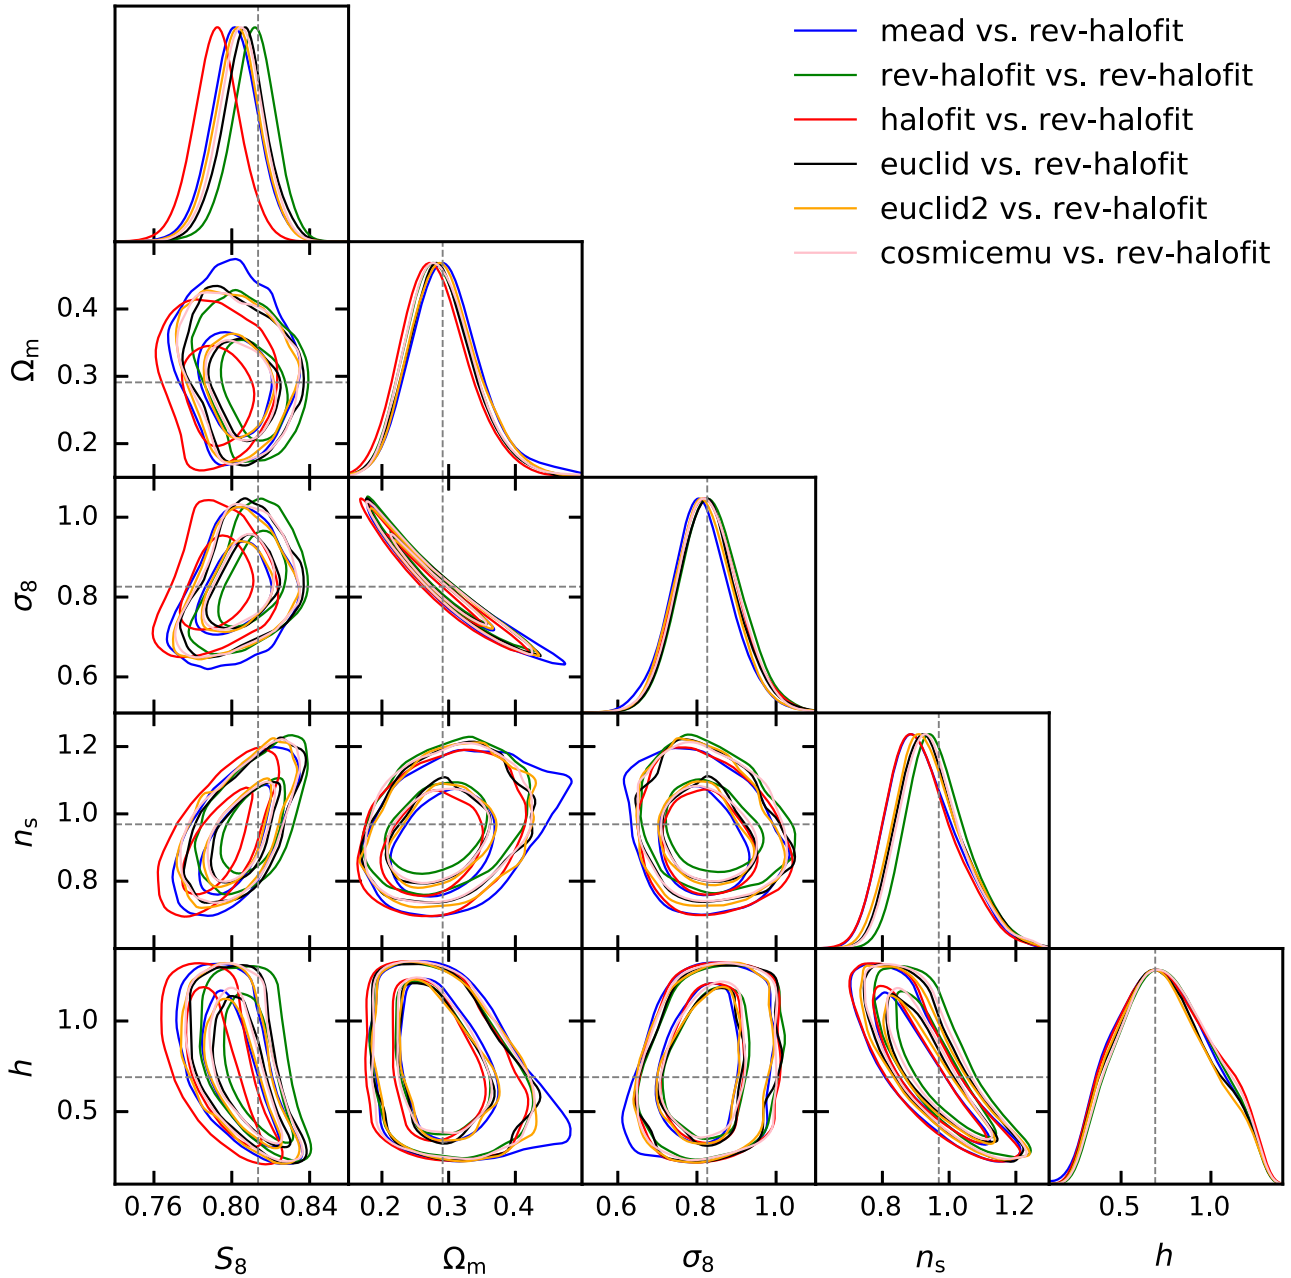 mead vs. rev-halofit
rev-halofit vs. rev-halofit
halofit vs. rev-halofit
euclid vs. rev-halofit
euclid2 vs. rev-halofit
cosmicemu vs. rev-halofit
0.4
0.3
0.2
Ωm
1.0
0.8
0.6
σ8
1.2
1.0
0.8
ns
1.0
0.5
h
0.76 0.80 0.84 0.2 0.3 0.4 0.6 0.8 1.0 0.8 1.0 1.2 0.5 1.0
S8 Ωm σ8 ns h